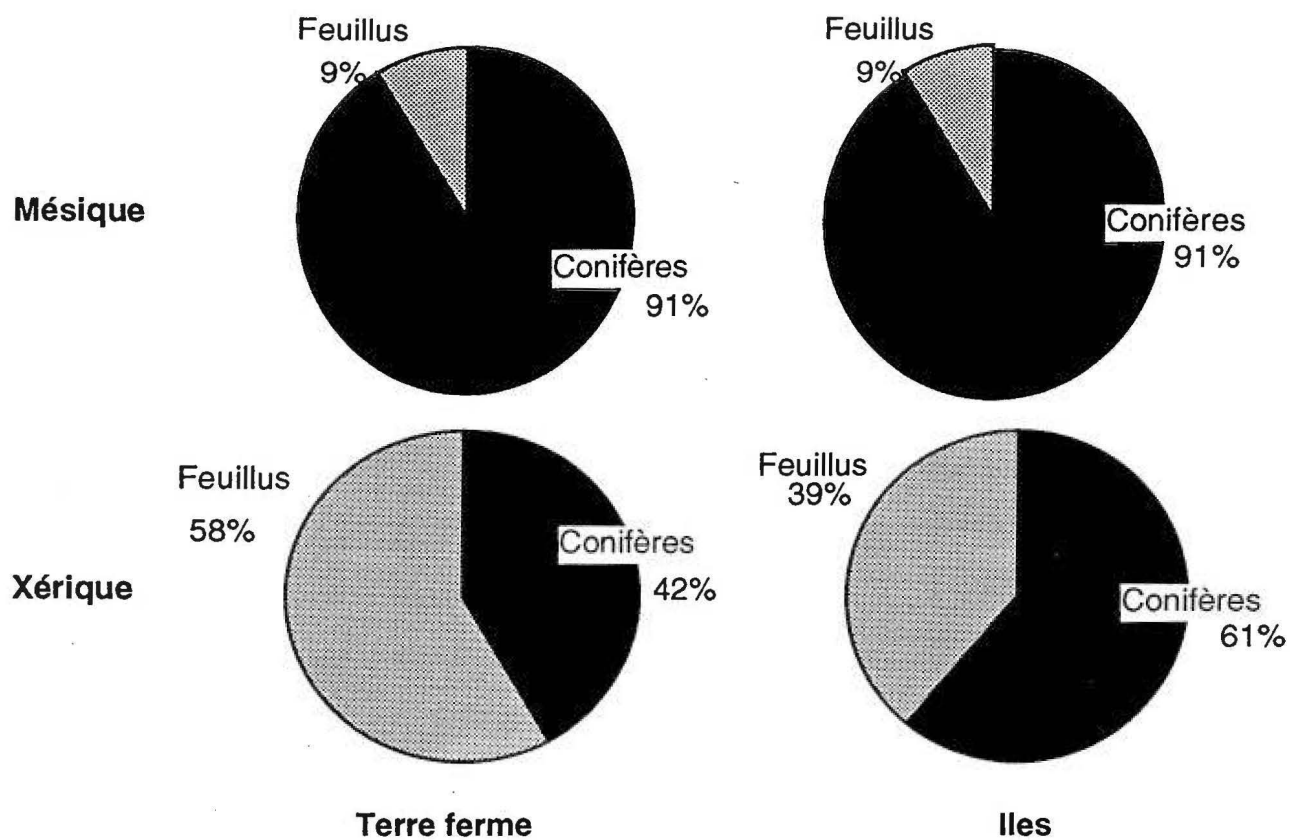 Feuillus
9%
Conifères
91%
Feuillus
9%
Conifères
91%
Mésique
Feuillus
58%
Conifères
42%
Feuillus
39%
Conifères
61%
Xérique
Terre ferme
Iles